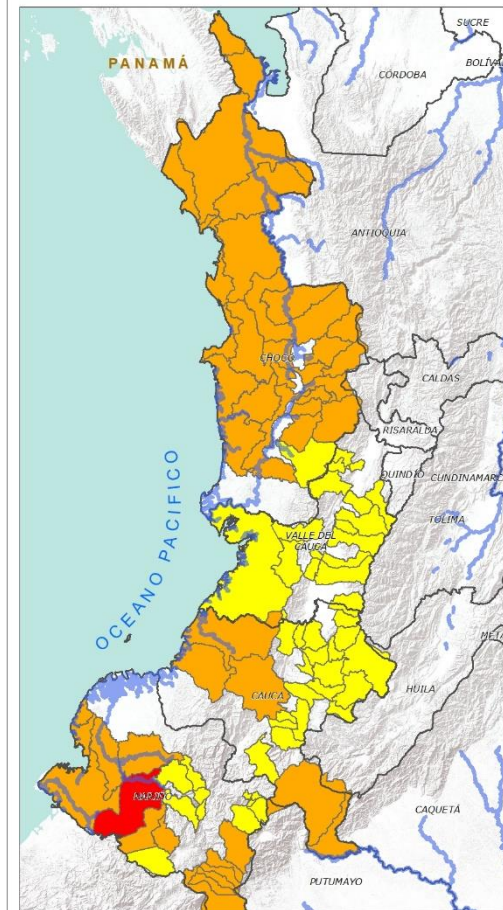 SUCRE
BOLÍVA
PANAMÁ
CÓRDOBA
ANTIOQUIA
CHOCÓ
CALDAS
RISARALDA
QUINDÍO
CUNDINAMARC
TOLIMA
VALLE DEL
CAUCA
OCEANO PACIFICO
META
CAUCA
HUILA
NARIÑO
CAQUETÁ
PUTUMAYO